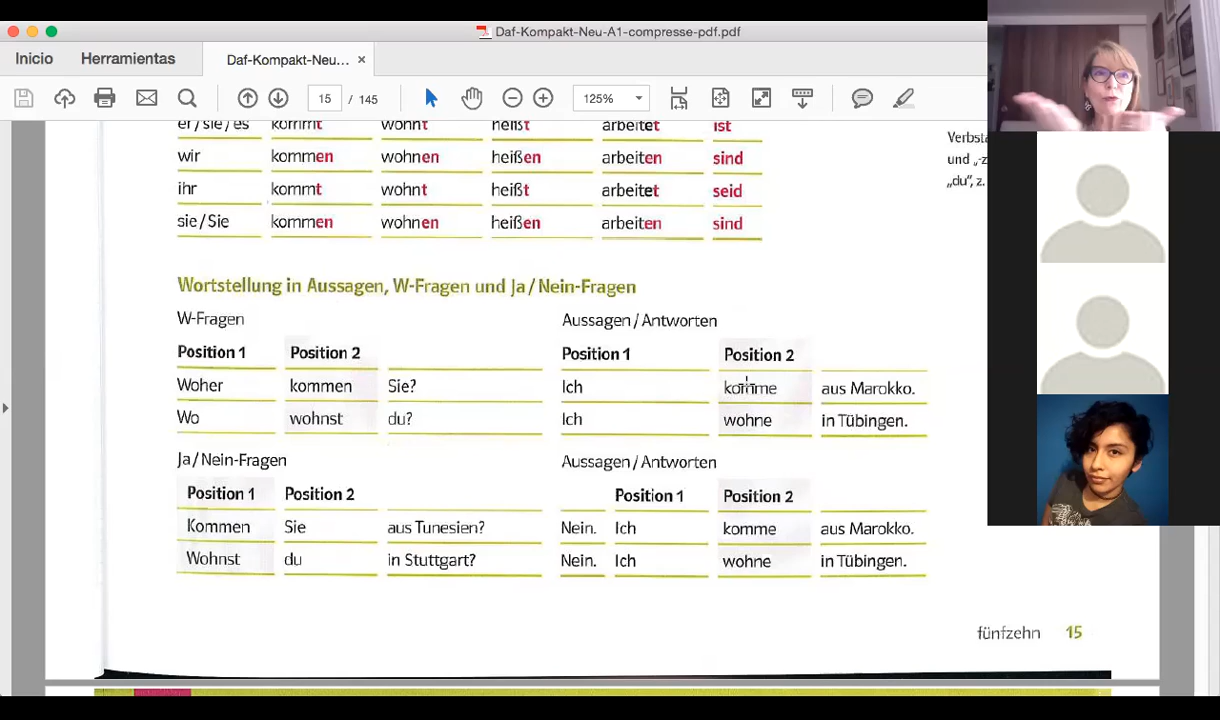 Daf-Kompakt-Neu-A1-compresse-pdf.pdf
Inicio Herramientas Daf-Kompakt-Neu... ×
15 / 145 125%
er/sie/es kommt wohnt heißt arbeitet ist
wir kommen wohnen heißen arbeiten sind
ihr kommt wohnt heißt arbeitet seid
sie/Sie kommen wohnen heißen arbeiten sind
und „-z
„du", z.
Wortstellung in Aussagen, W-Fragen und Ja/Nein-Fragen
W-Fragen Aussagen/Antworten
Position 1 Position 2 Position 1 Position 2
Woher kommen Sie? Ich komme aus Marokko.
Wo wohnst du? Ich wohne in Tübingen.
Ja/Nein-Fragen Aussagen/Antworten
Position 1 Position 2 Position 1 Position 2
Kommen Sie aus Tunesien? Nein. Ich komme aus Marokko.
Wohnst du in Stuttgart? Nein. Ich wohne in Tübingen.
fünfzehn 15